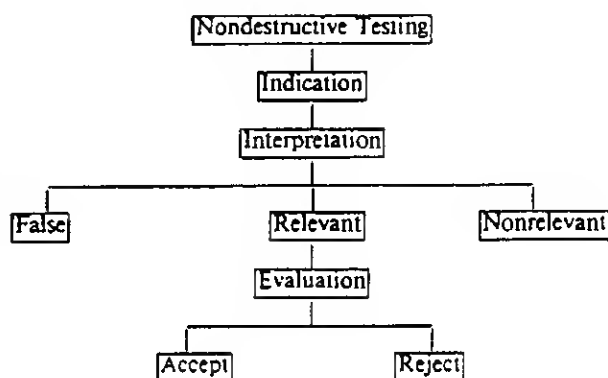 Nondestructive Testing
Indication
Interpretation
False
Relevant
Nonrelevant
Evaluation
Accept
Reject